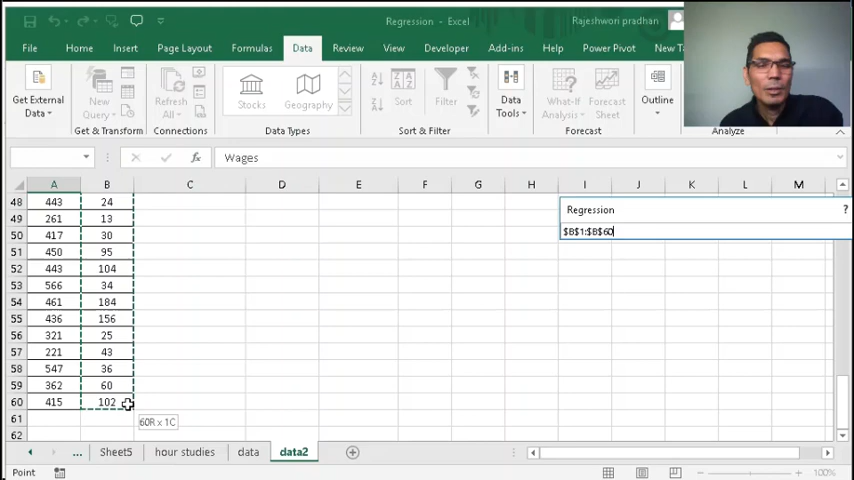 Regression - Excel
Rajeshwori pradhan
File Home Insert Page Layout Formulas Data Review View Developer Add-ins Help Power Pivot New Ta
Get External Data
New Query
Refresh All
Stocks
Geography
Sort
Filter
Data Tools
What-If Analysis
Forecast Sheet
Outline
Get & Transform
Connections
Data Types
Sort & Filter
Forecast
Analyze
fx Wages
A B C D E F G H I J K L M
48 443 24
49 261 13
50 417 30
51 450 95
52 443 104
53 566 34
54 461 184
55 436 156
56 321 25
57 221 43
58 547 36
59 362 60
60 415 102
61
62
Regression ?
$B$1:$B$60
60R x 1C
... Sheet5 hour studies data data2
Point